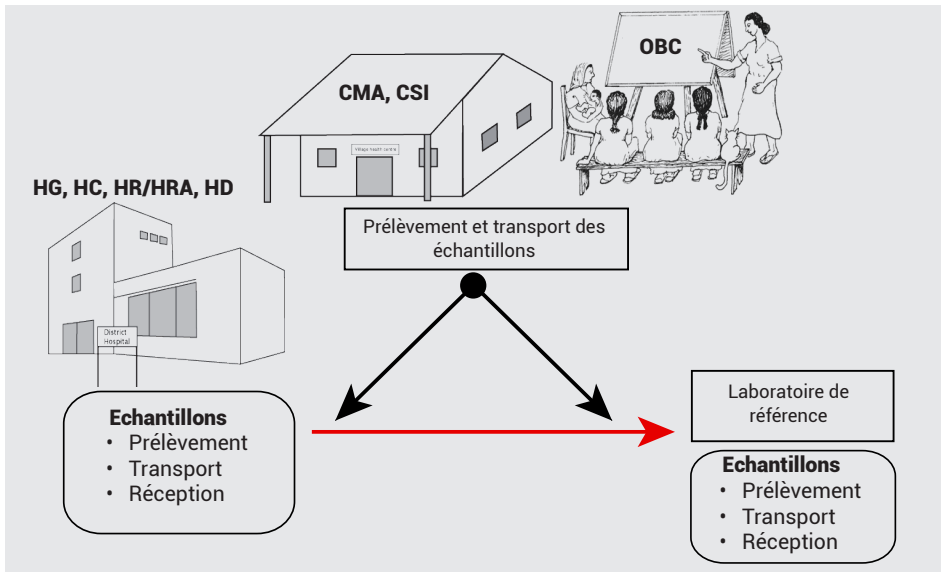 OBC
CMA, CSI
Village health centre
HG, HC, HR/HRA, HD
Prélèvement et transport des
échantillons
District
Hospital
Echantillons
• Prélèvement
• Transport
• Réception
Laboratoire de
référence
Echantillons
• Prélèvement
• Transport
• Réception